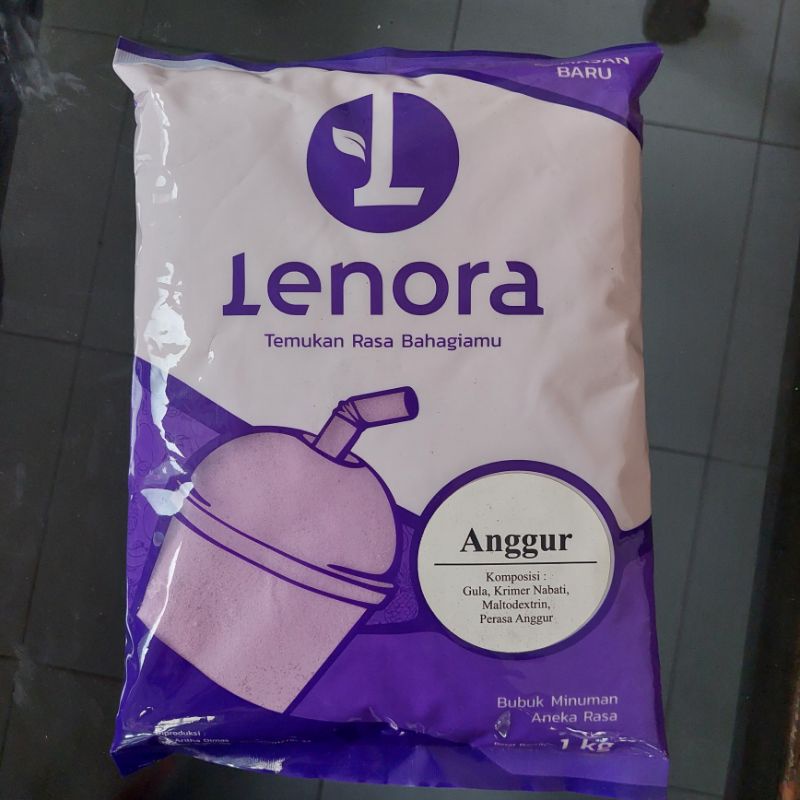 BARU
Lenora
Temukan Rasa Bahagiamu
Anggur
Komposisi :
Gula, Krimer Nabati,
Maltodextrin,
Perasa Anggur
Bubuk Minuman
Aneka Rasa
1 kg